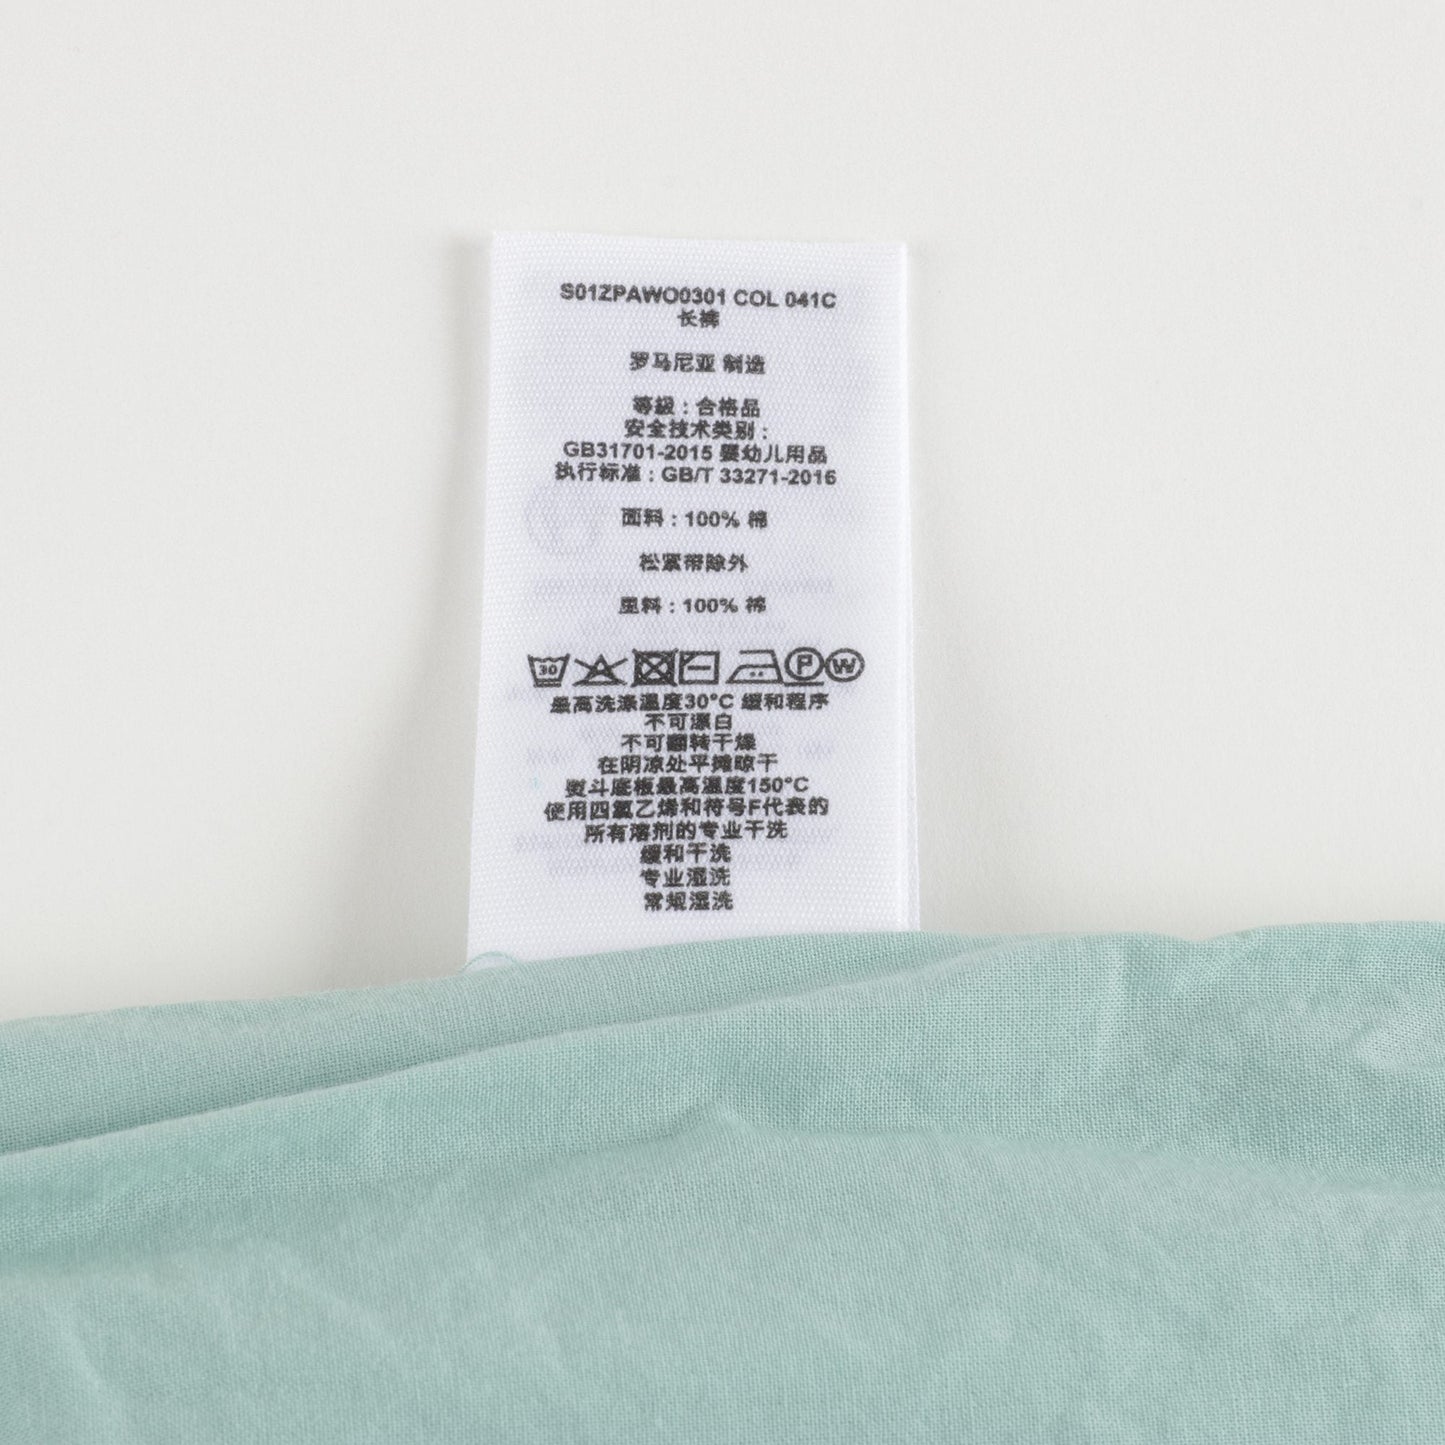 S01ZPAWO0301 COL 041C
长裤
罗马尼亚 制造
等級：合格品
安全技术类别：
GB31701-2015 婴幼儿用品
执行标准：GB/T 33271-2016
面料：100% 棉
松紧带除外
里料：100% 棉
30 P W
最高洗涤温度30°C 缓和程序
不可漂白
不可翻转干燥
在阴凉处平摊晾干
熨斗底板最高温度150°C
使用四氯乙烯和符号F代表的
所有溶剂的专业干洗
缓和干洗
专业湿洗
常规湿洗